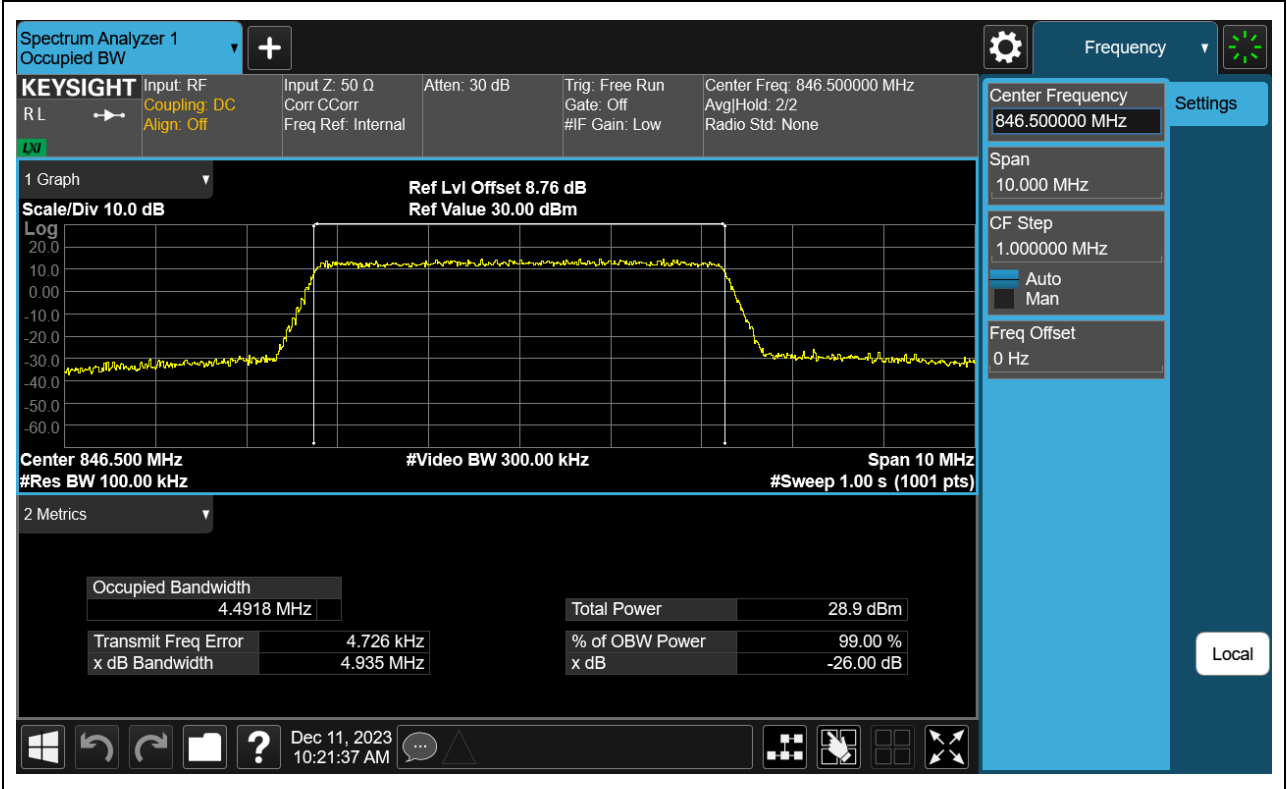 Spectrum Analyzer 1
Occupied BW
Frequency
KEYSIGHT
R L
LXI
Input: RF
Coupling: DC
Align: Off
Input Z: 50 Ω
Corr CCorr
Freq Ref: Internal
Atten: 30 dB
Trig: Free Run
Gate: Off
#IF Gain: Low
Center Freq: 846.500000 MHz
Avg|Hold: 2/2
Radio Std: None
Center Frequency
846.500000 MHz
Settings
Span
10.000 MHz
CF Step
1.000000 MHz
Auto
Man
Freq Offset
0 Hz
Local
1 Graph
Scale/Div 10.0 dB
Ref Lvl Offset 8.76 dB
Ref Value 30.00 dBm
Log
20.0
10.0
0.00
-10.0
-20.0
-30.0
-40.0
-50.0
-60.0
Center 846.500 MHz
#Video BW 300.00 kHz
Span 10 MHz
#Res BW 100.00 kHz
#Sweep 1.00 s (1001 pts)
2 Metrics
Occupied Bandwidth
4.4918 MHz
Total Power 28.9 dBm
Transmit Freq Error 4.726 kHz
% of OBW Power 99.00 %
x dB Bandwidth 4.935 MHz
x dB -26.00 dB
?
Dec 11, 2023
10:21:37 AM